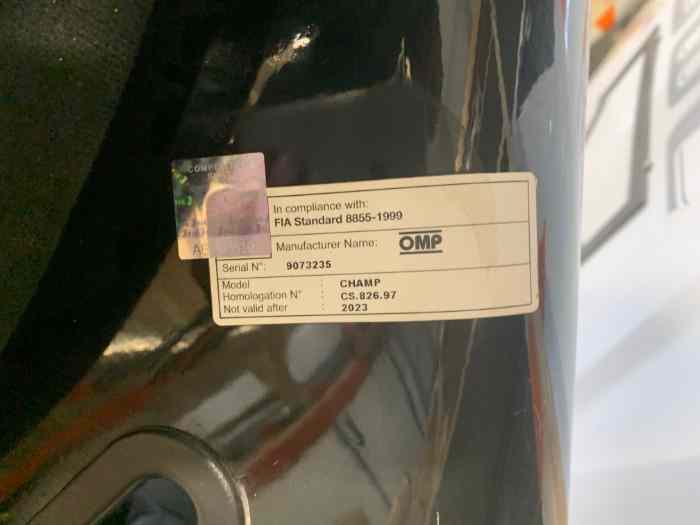 In compliance with:
FIA Standard 8855-1999
Manufacturer Name: OMP
Serial N°: 9073235
Model : CHAMP
Homologation N° : CS.826.97
Not valid after : 2023